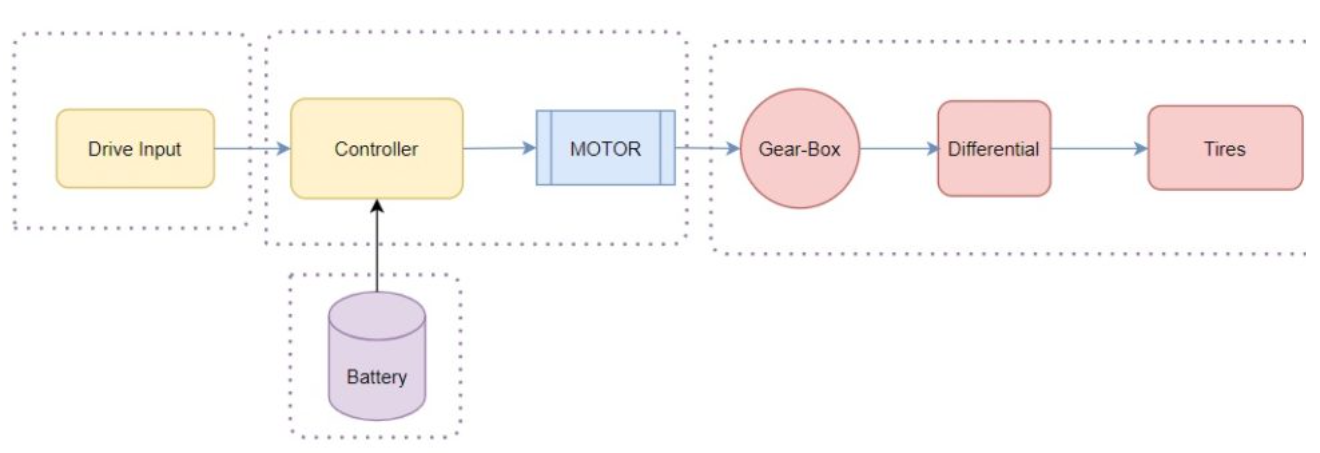 Drive Input
Controller
MOTOR
Gear-Box
Differential
Tires
Battery